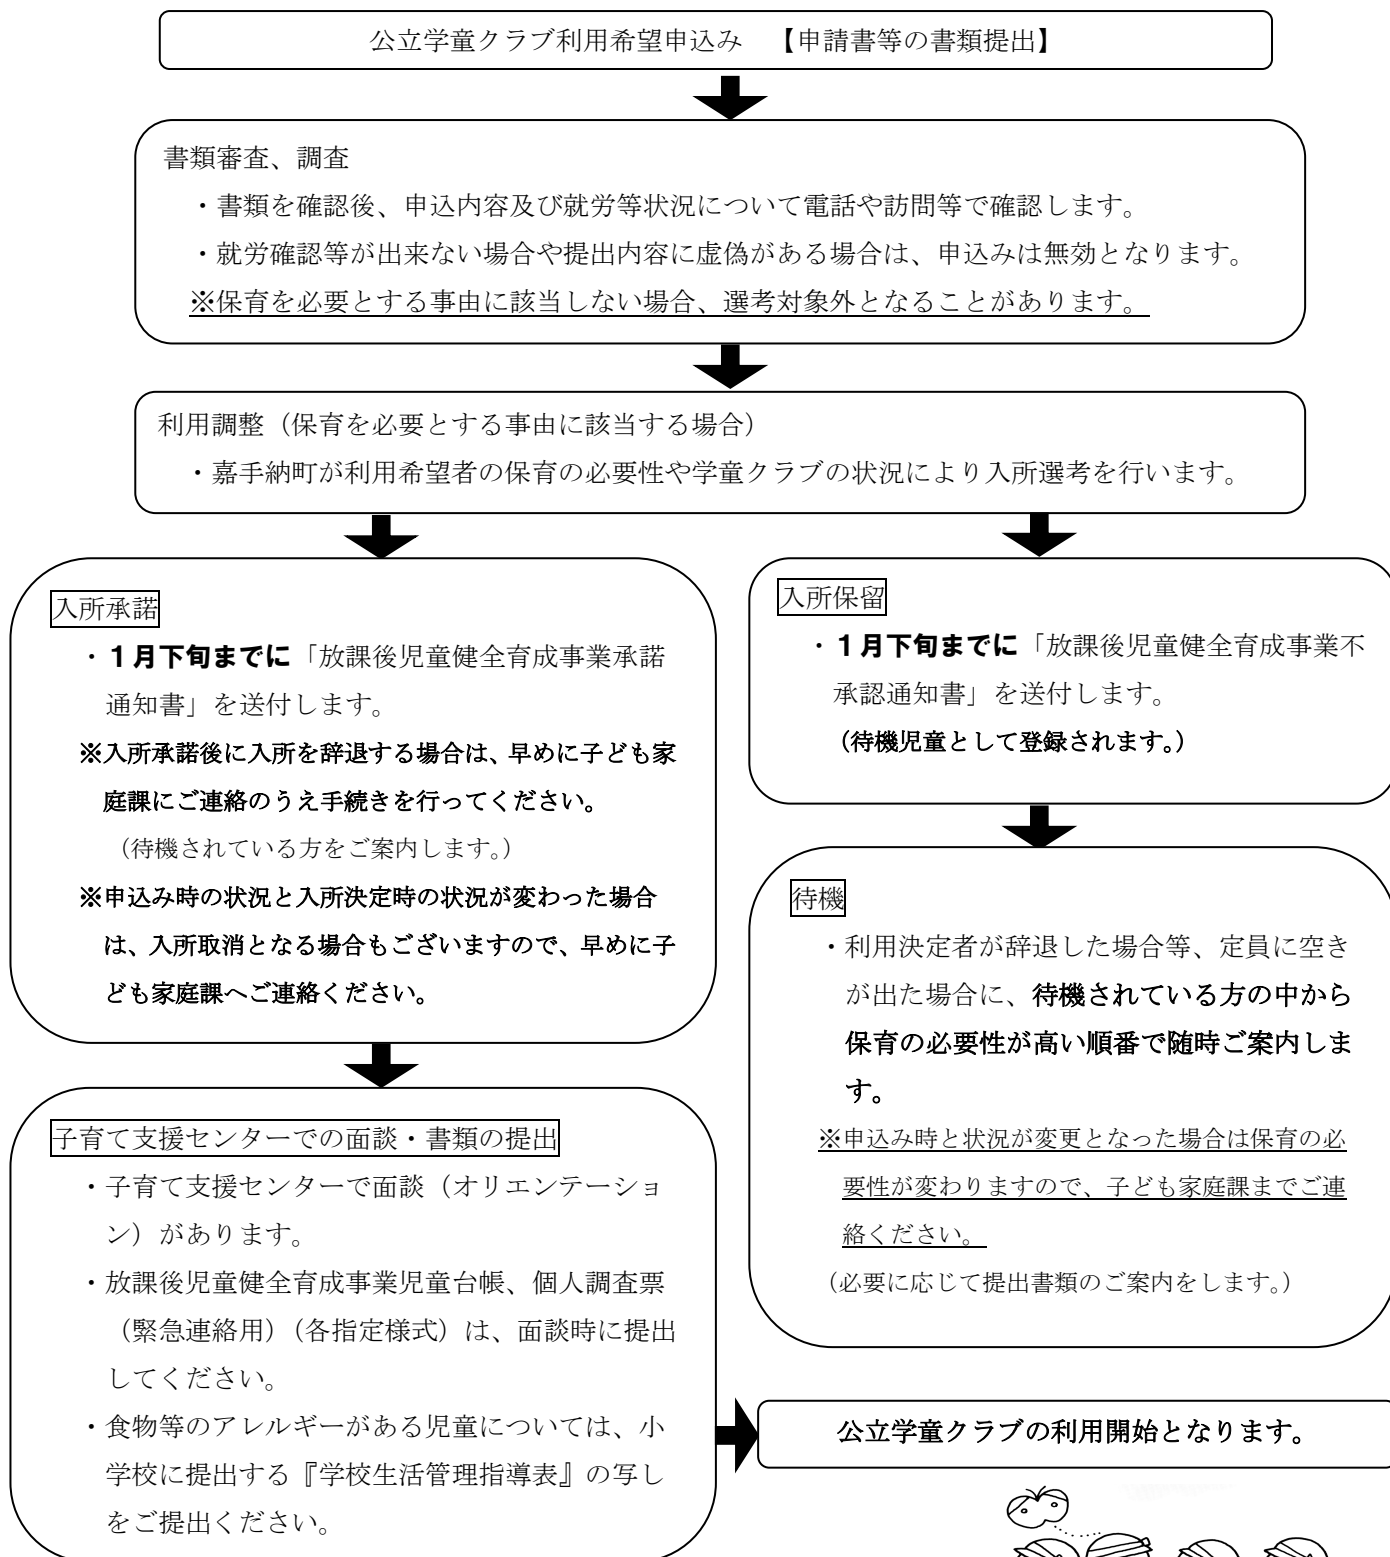 公立学童クラブ利用希望申込み　【申請書等の書類提出】
書類審査、調査
・書類を確認後、申込内容及び就労等状況について電話や訪問等で確認します。
・就労確認等が出来ない場合や提出内容に虚偽がある場合は、申込みは無効となります。
※保育を必要とする事由に該当しない場合、選考対象外となることがあります。
利用調整（保育を必要とする事由に該当する場合）
・嘉手納町が利用希望者の保育の必要性や学童クラブの状況により入所選考を行います。
入所承諾
・１月下旬までに「放課後児童健全育成事業承諾
通知書」を送付します。
※入所承諾後に入所を辞退する場合は、早めに子ども家
庭課にご連絡のうえ手続きを行ってください。
（待機されている方をご案内します。）
※申込み時の状況と入所決定時の状況が変わった場合
は、入所取消となる場合もございますので、早めに子
ども家庭課へご連絡ください。
入所保留
・１月下旬までに「放課後児童健全育成事業不
承認通知書」を送付します。
（待機児童として登録されます。）
待機
・利用決定者が辞退した場合等、定員に空き
が出た場合に、待機されている方の中から
保育の必要性が高い順番で随時ご案内しま
す。
※申込み時と状況が変更となった場合は保育の必
要性が変わりますので、子ども家庭課までご連
絡ください。
（必要に応じて提出書類のご案内をします。）
子育て支援センターでの面談・書類の提出
・子育て支援センターで面談（オリエンテーショ
ン）があります。
・放課後児童健全育成事業児童台帳、個人調査票
（緊急連絡用）（各指定様式）は、面談時に提出
してください。
・食物等のアレルギーがある児童については、小
学校に提出する『学校生活管理指導表』の写し
をご提出ください。
公立学童クラブの利用開始となります。